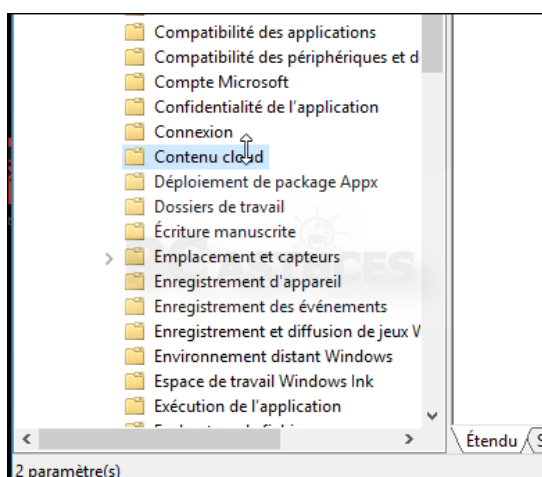 Compatibilité des applications
Compatibilité des périphériques et d
Compte Microsoft
Confidentialité de l'application
Connexion
Contenu cloud
Déploiement de package Appx
Dossiers de travail
Écriture manuscrite
Emplacement et capteurs
PC ASTUCES
Enregistrement d'appareil
Enregistrement des événements
Enregistrement et diffusion de jeux W
Environnement distant Windows
Espace de travail Windows Ink
Exécution de l'application
Étendu / S
2 paramètre(s)